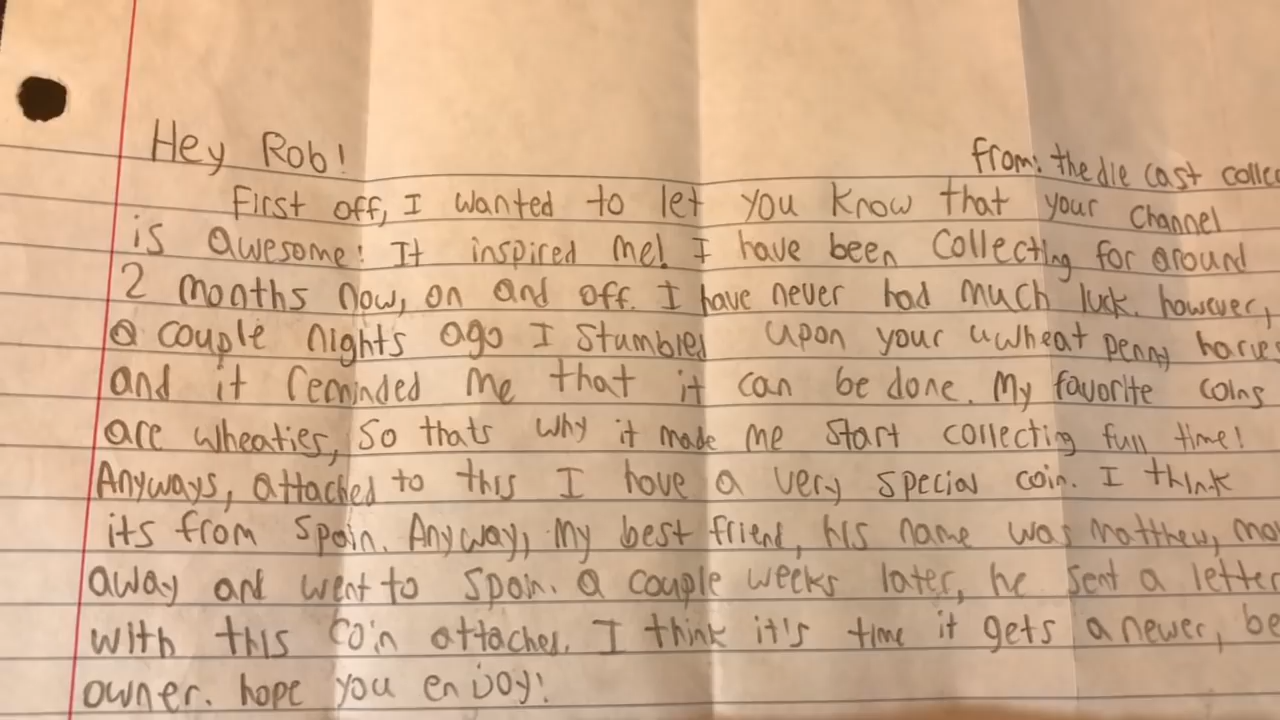 Hey Rob!
from: the die cast collec
First off, I wanted to let you know that your channel
is awesome! It inspired me! I have been collecting for around
2 months now, on and off. I have never had much luck. however,
a couple nights ago I stumbled upon your wheat penny harves
and it reminded me that it can be done. My favorite coins
are wheaties, so thats why it made me start collecting full time!
Anyways, attached to this I have a very special coin. I think
its from spain. Anyway, my best friend, his name was matthew, mo
away and went to spain. a couple weeks later, he sent a letter
with this coin attached. I think it's time it gets a newer, be
owner. hope you enjoy!